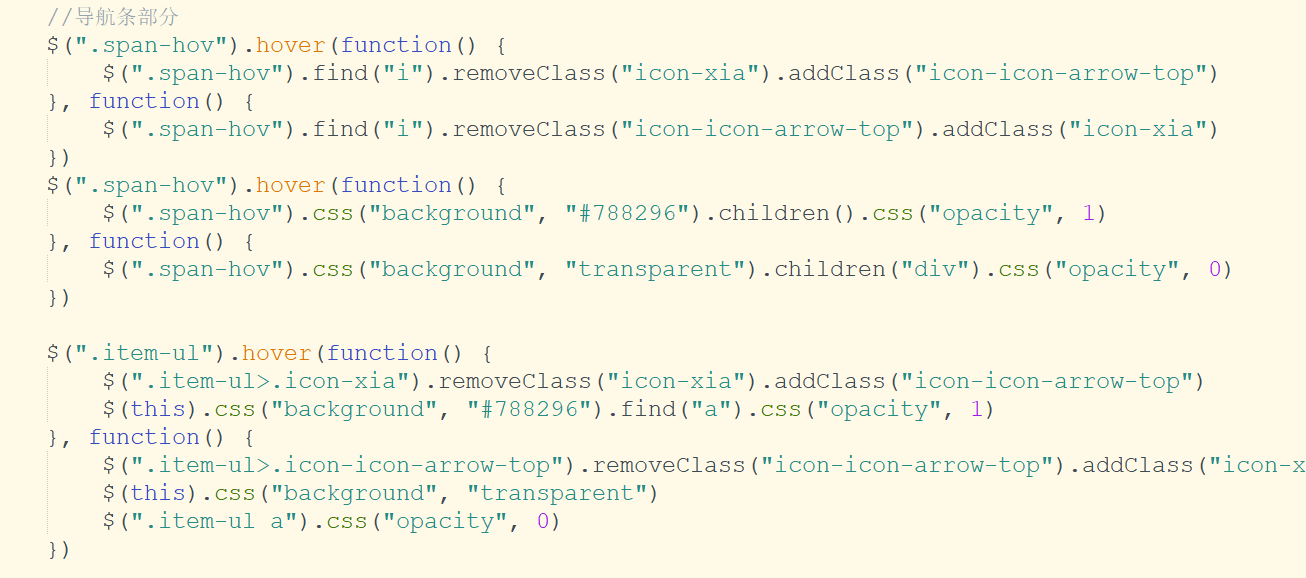 //导航条部分
$(".span-hov").hover(function() {
    $(".span-hov").find("i").removeClass("icon-xia").addClass("icon-icon-arrow-top")
}, function() {
    $(".span-hov").find("i").removeClass("icon-icon-arrow-top").addClass("icon-xia")
})
$(".span-hov").hover(function() {
    $(".span-hov").css("background", "#788296").children().css("opacity", 1)
}, function() {
    $(".span-hov").css("background", "transparent").children("div").css("opacity", 0)
})
$(".item-ul").hover(function() {
    $(".item-ul>.icon-xia").removeClass("icon-xia").addClass("icon-icon-arrow-top")
    $(this).css("background", "#788296").find("a").css("opacity", 1)
}, function() {
    $(".item-ul>.icon-icon-arrow-top").removeClass("icon-icon-arrow-top").addClass("icon-x
    $(this).css("background", "transparent")
    $(".item-ul a").css("opacity", 0)
})